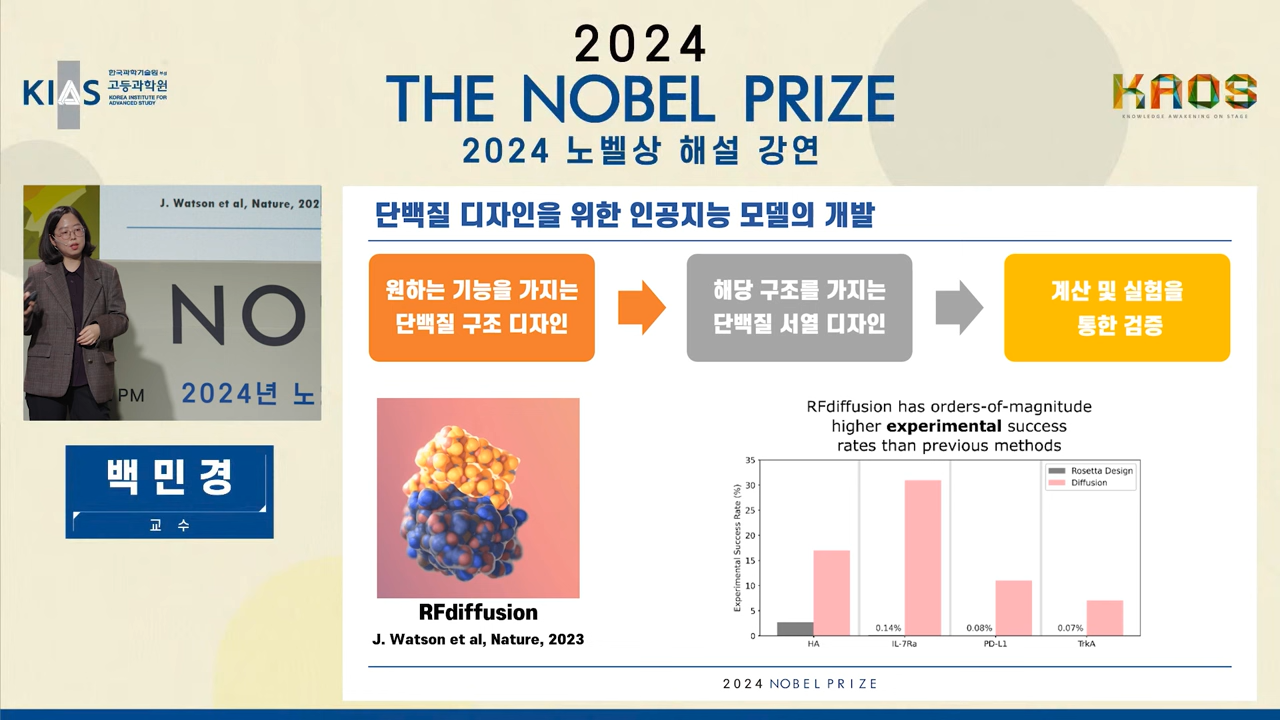 2024
THE NOBEL PRIZE
2024 노벨상 해설 강연
KIAS
한국과학기술원 부설
고등과학원
KOREA INSTITUTE FOR
ADVANCED STUDY
KAOS
KNOWLEDGE AWAKENING ON STAGE
J. Watson et al, Nature, 202
NO
PM
2024년 노
백민경
교 수
단백질 디자인을 위한 인공지능 모델의 개발
원하는 기능을 가지는
단백질 구조 디자인
해당 구조를 가지는
단백질 서열 디자인
계산 및 실험을
통한 검증
RFdiffusion
J. Watson et al, Nature, 2023
RFdiffusion has orders-of-magnitude
higher experimental success
rates than previous methods
Experimental Success Rate (%)
35
30
25
20
15
10
5
0
Rosetta Design
Diffusion
0.14%
0.08%
0.07%
HA
IL-7Ra
PD-L1
TrkA
2024 NOBEL PRIZE